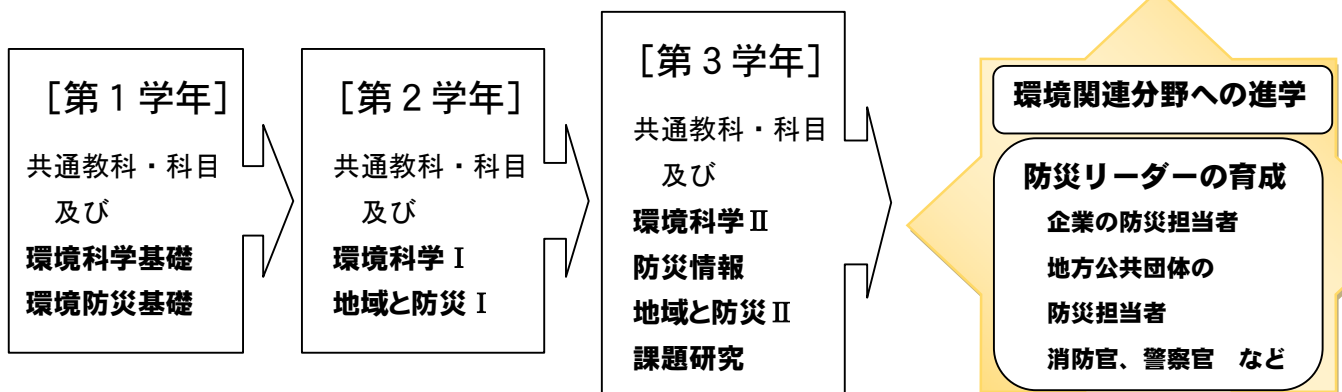 [第1学年]
共通教科・科目
及び
環境科学基礎
環境防災基礎
[第2学年]
共通教科・科目
及び
環境科学Ⅰ
地域と防災Ⅰ
[第3学年]
共通教科・科目
及び
環境科学Ⅱ
防災情報
地域と防災Ⅱ
課題研究
環境関連分野への進学
防災リーダーの育成
企業の防災担当者
地方公共団体の
防災担当者
消防官、警察官 など